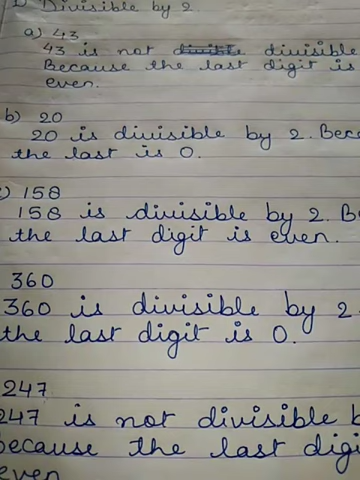 1) Divisible by 2
a) 43
43 is not divisible
Because the last digit is
even.
b) 20
20 is divisible by 2. Beca
the last is 0.
c) 158
158 is divisible by 2. B
the last digit is even.
360
360 is divisible by 2.
the last digit is 0.
247
247 is not divisible b
because the last digi
even